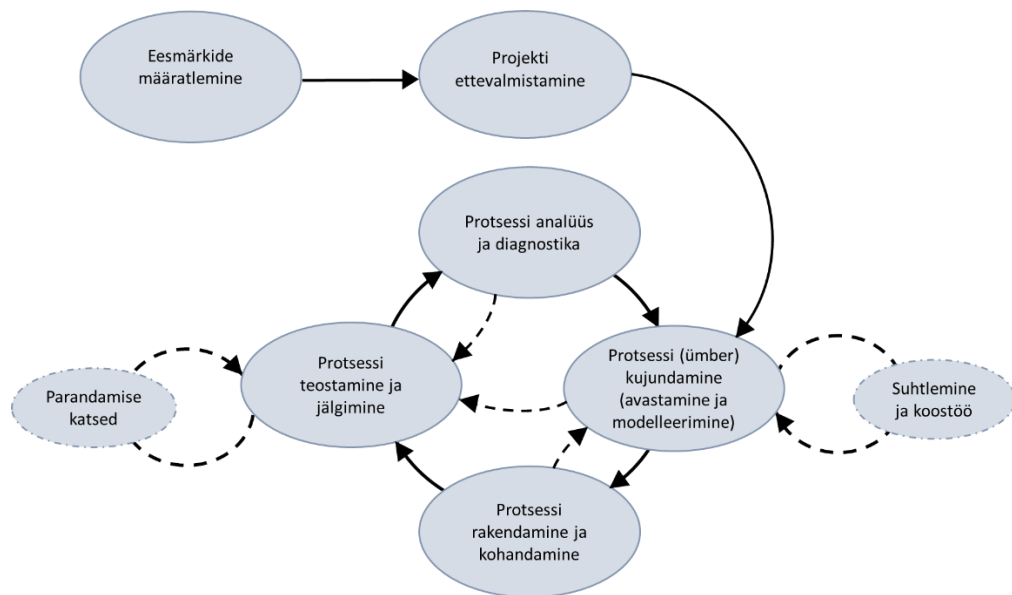 Eesmärkide
määratlemine
Projekti
ettevalmistamine
Protsessi analüüs
ja diagnostika
Protsessi
teostamine ja
jälgimine
Protsessi (ümber)
kujundamine
(avastamine ja
modelleerimine)
Parandamise
katsed
Suhtlemine
ja koostöö
Protsessi
rakendamine ja
kohandamine